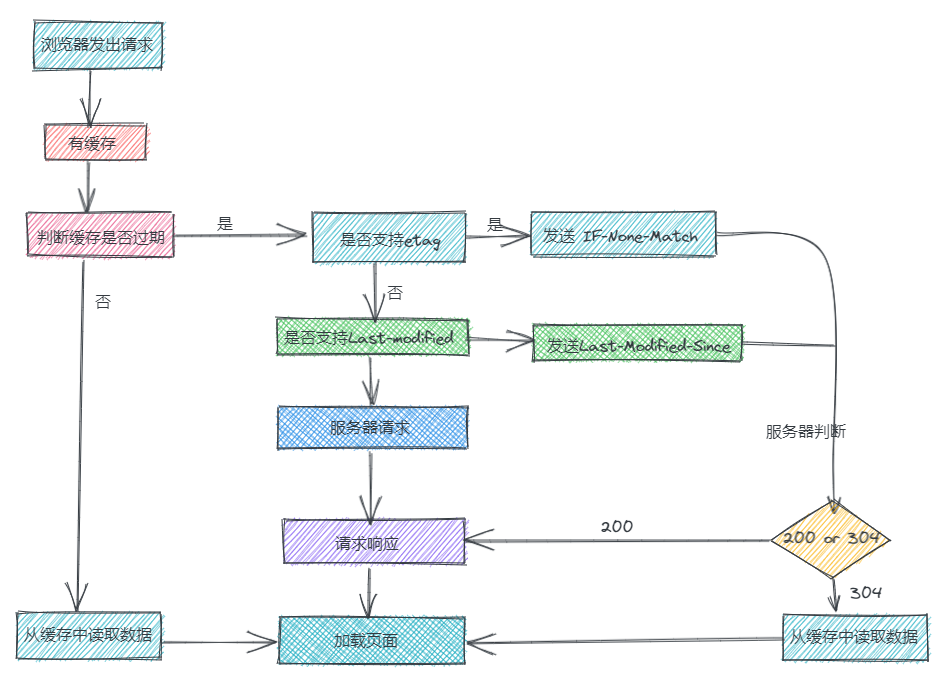 浏览器发出请求
有缓存
判断缓存是否过期
是
是否支持etag
是
发送 IF-None-Match
否
否
是否支持Last-modified
发送Last-Modified-Since
服务器请求
服务器判断
请求响应
200
200 or 304
304
从缓存中读取数据
加载页面
从缓存中读取数据